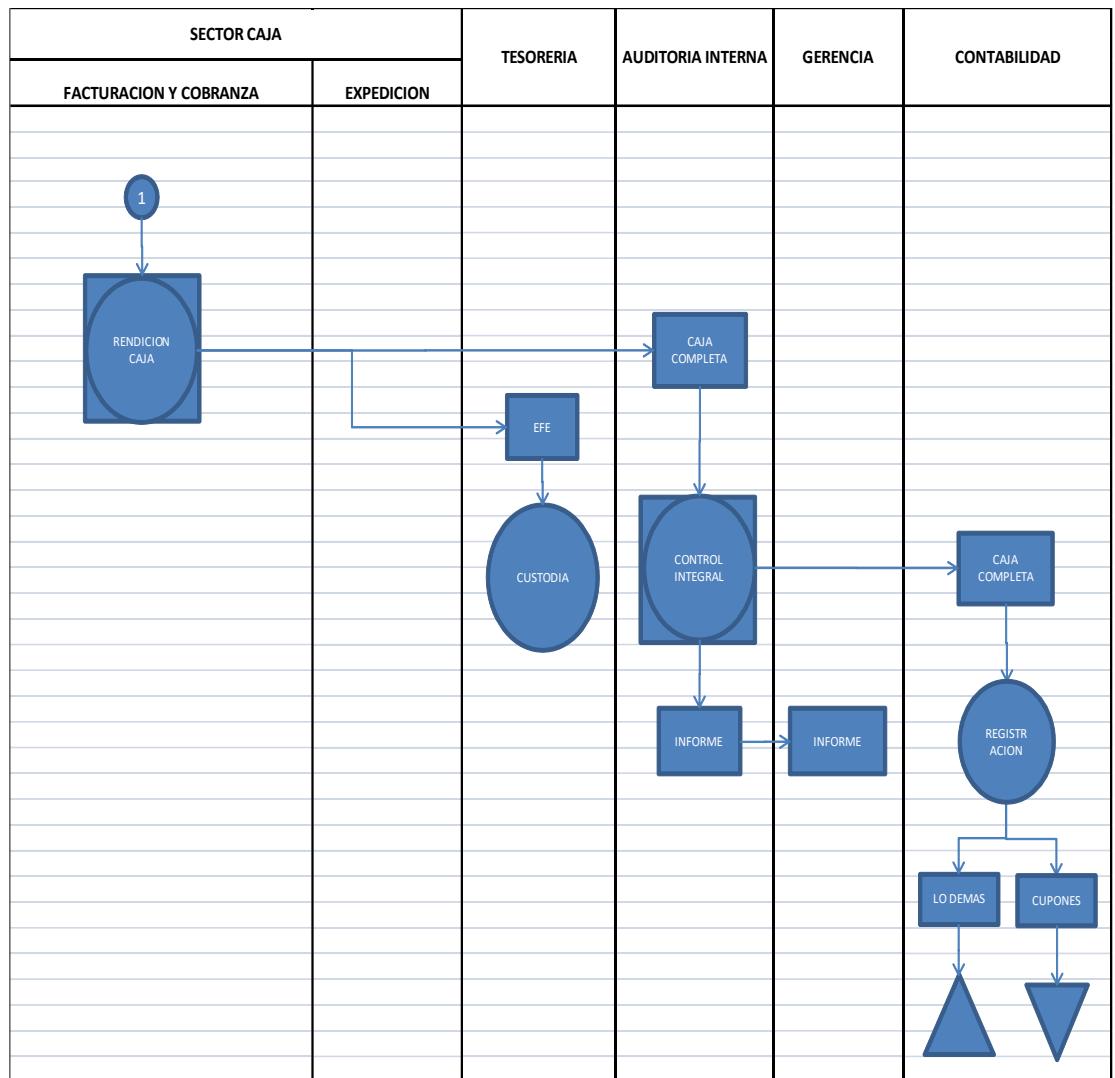 SECTOR CAJA
TESORERIA
AUDITORIA INTERNA
GERENCIA
CONTABILIDAD
FACTURACION Y COBRANZA
EXPEDICION
1
RENDICION
CAJA
CAJA
COMPLETA
EFE
CUSTODIA
CONTROL
INTEGRAL
CAJA
COMPLETA
INFORME
INFORME
REGISTR
ACION
LO DEMAS
CUPONES